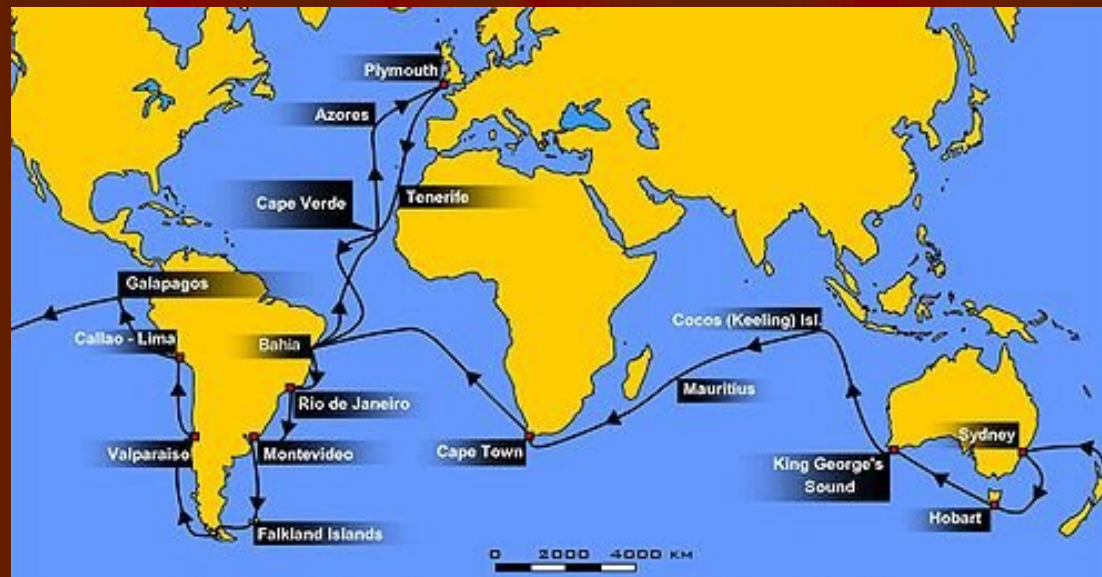 Plymouth
Azores
Cape Verde
Tenerife
Galapagos
Callao - Lima
Bahia
Cocos (Keeling) Isl.
Mauritius
Rio de Janeiro
Valparaiso
Montevideo
Cape Town
Sydney
King George's
Sound
Hobart
Falkland Islands
0 2000 4000 KM